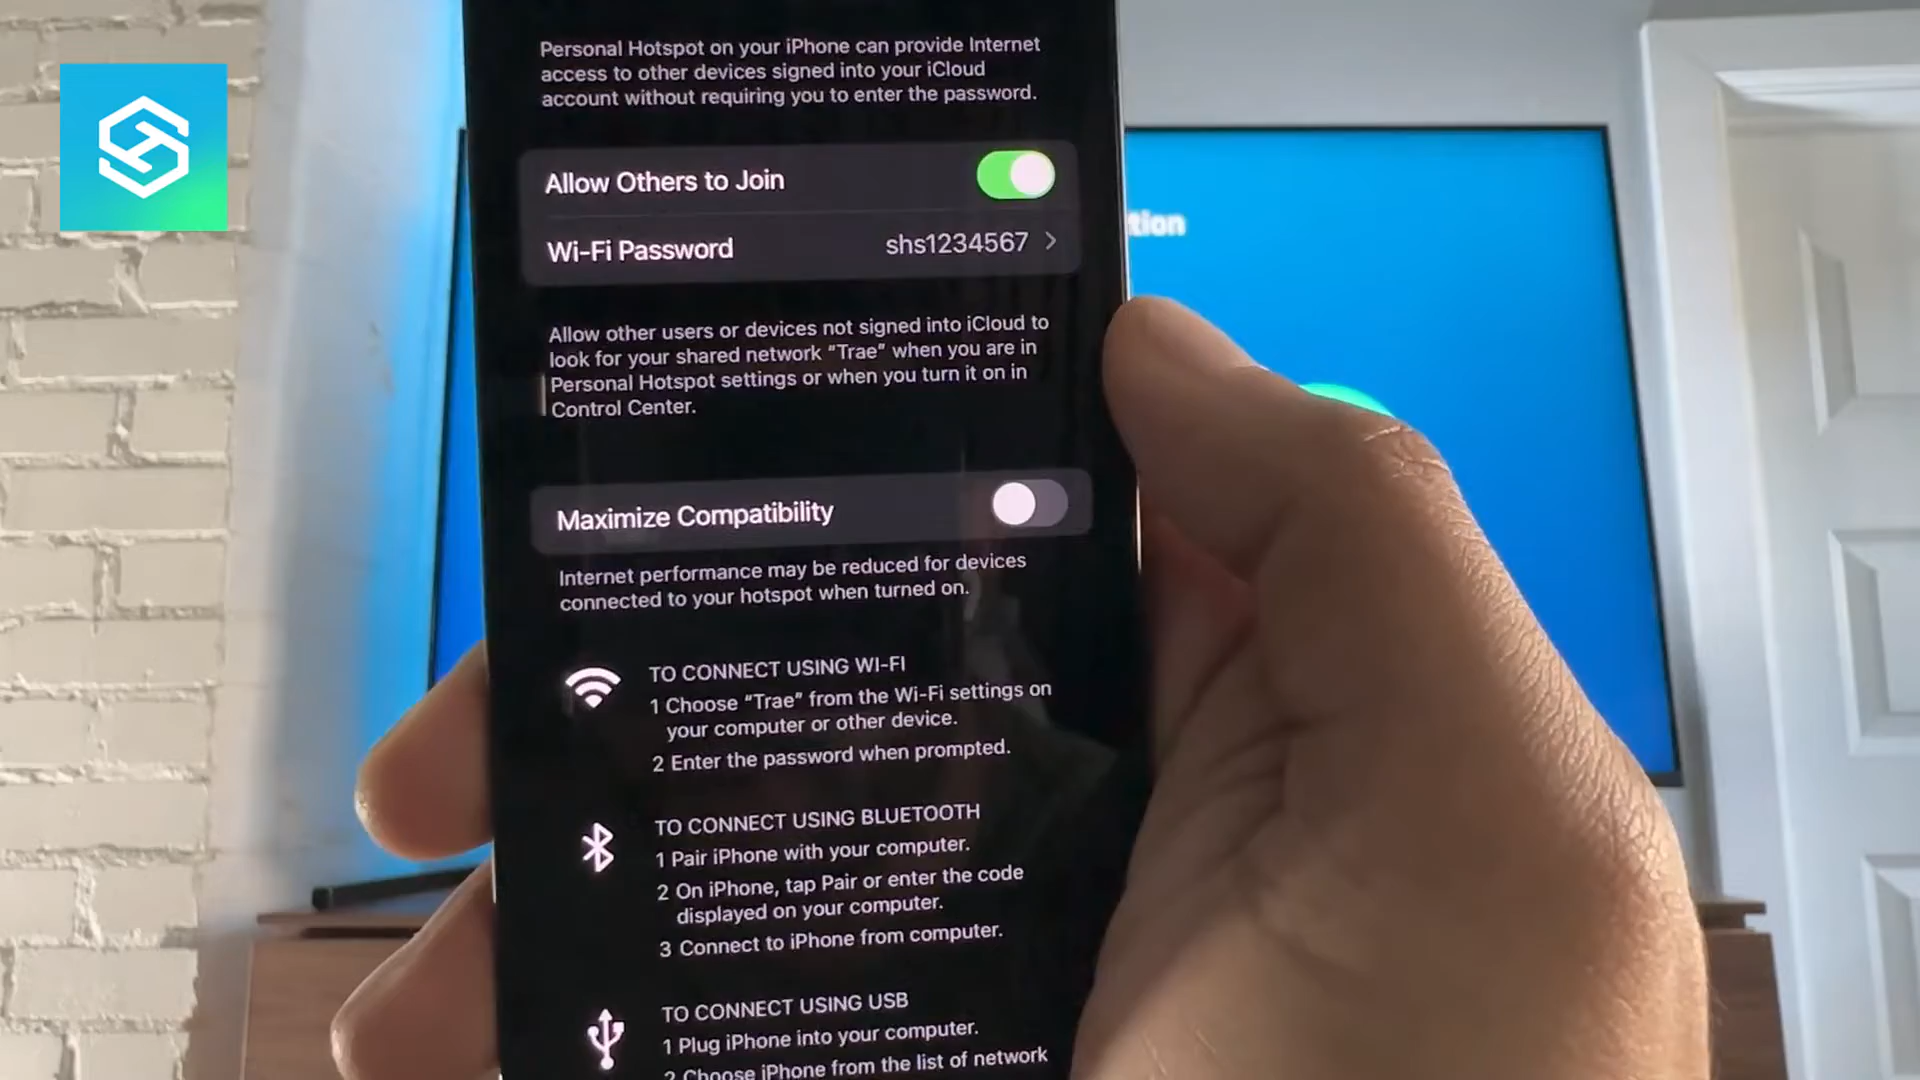 Personal Hotspot on your iPhone can provide Internet
access to other devices signed into your iCloud
account without requiring you to enter the password.
Allow Others to Join
Wi-Fi Password shs1234567
tion
Allow other users or devices not signed into iCloud to
look for your shared network “Trae” when you are in
Personal Hotspot settings or when you turn it on in
Control Center.
Maximize Compatibility
Internet performance may be reduced for devices
connected to your hotspot when turned on.
TO CONNECT USING WI-FI
1 Choose “Trae” from the Wi-Fi settings on
your computer or other device.
2 Enter the password when prompted.
TO CONNECT USING BLUETOOTH
1 Pair iPhone with your computer.
2 On iPhone, tap Pair or enter the code
displayed on your computer.
3 Connect to iPhone from computer.
TO CONNECT USING USB
1 Plug iPhone into your computer.
2 Choose iPhone from the list of network